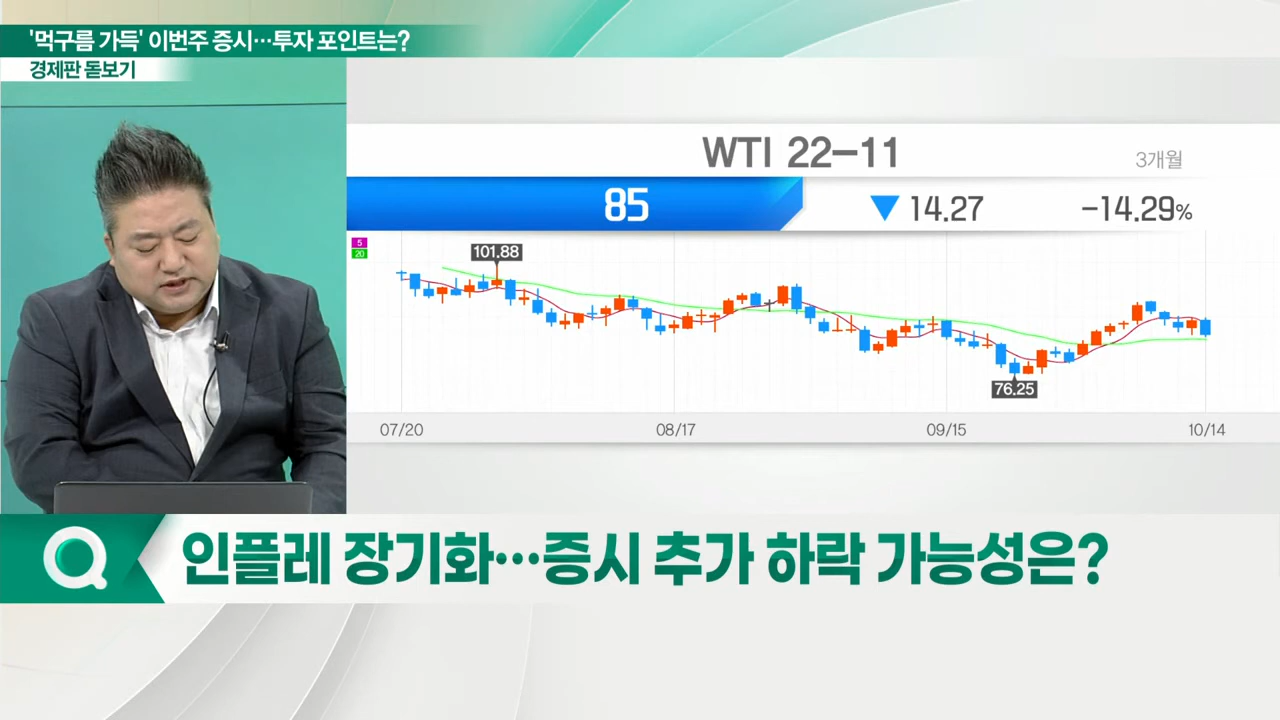 '먹구름 가득' 이번주 증시…투자 포인트는?
경제판 돋보기
WTI 22-11
3개월
85
▼ 14.27
-14.29%
5
20
101.88
76.25
07/20
08/17
09/15
10/14
Q 인플레 장기화…증시 추가 하락 가능성은?